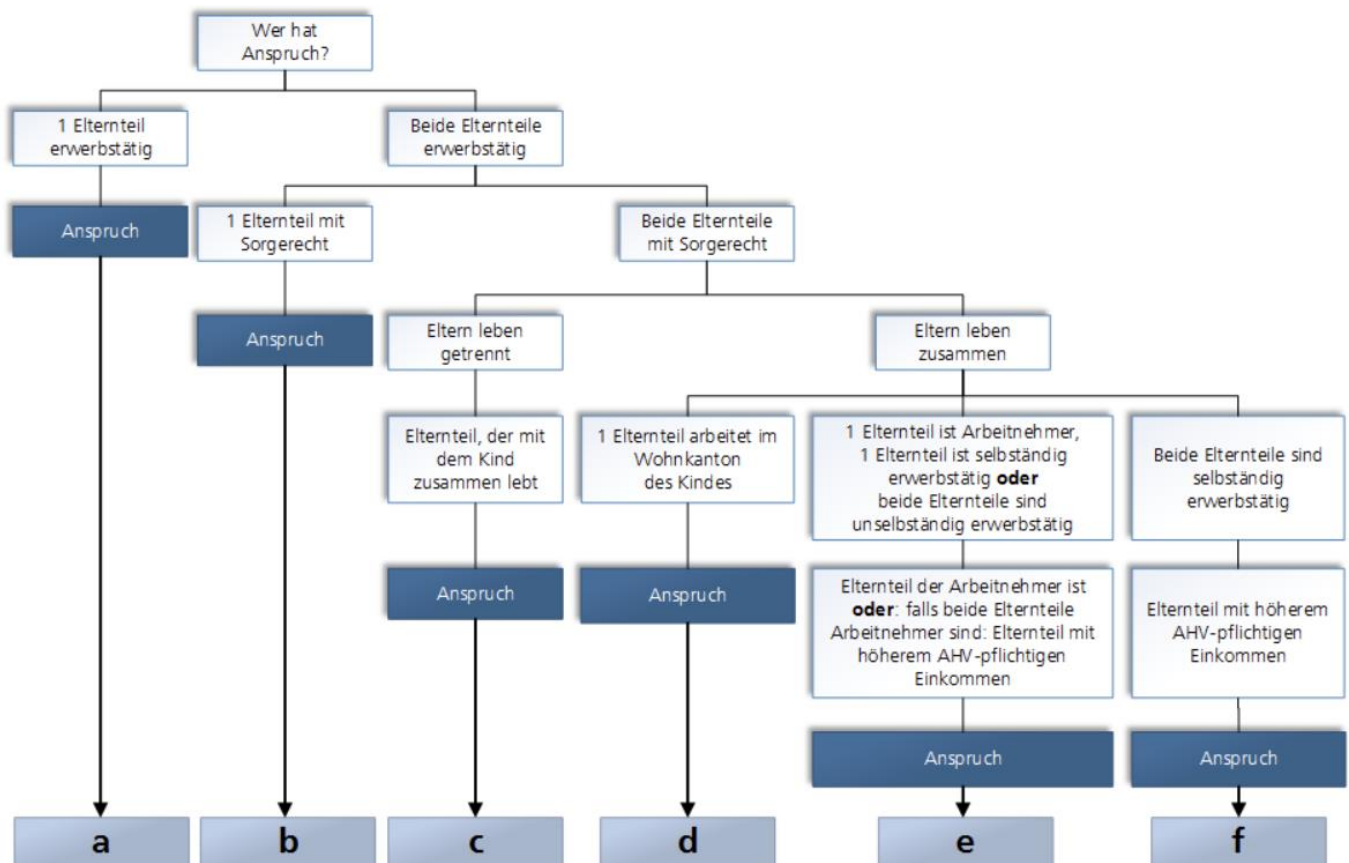 Wer hat
Anspruch?
1 Elternteil
erwerbstätig
Beide Elternteile
erwerbstätig
Anspruch
1 Elternteil mit
Sorgerecht
Beide Elternteile
mit Sorgerecht
Anspruch
Eltern leben
getrennt
Eltern leben
zusammen
Elternteil, der mit
dem Kind
zusammen lebt
1 Elternteil arbeitet im
Wohnkanton
des Kindes
1 Elternteil ist Arbeitnehmer,
1 Elternteil ist selbständig
erwerbstätig oder
beide Elternteile sind
unselbständig erwerbstätig
Beide Elternteile sind
selbständig
erwerbstätig
Anspruch
Anspruch
Elternteil der Arbeitnehmer ist
oder: falls beide Elternteile
Arbeitnehmer sind: Elternteil mit
höherem AHV-pflichtigen
Einkommen
Elternteil mit höherem
AHV-pflichtigen
Einkommen
Anspruch
Anspruch
a
b
c
d
e
f